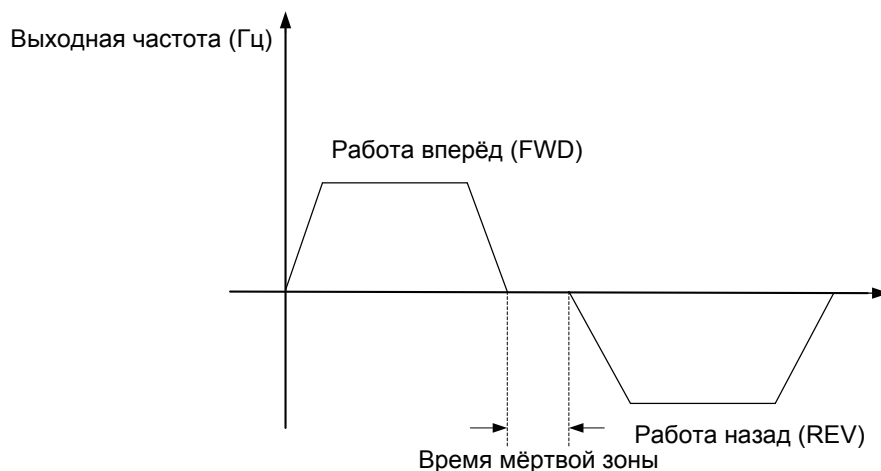 Выходная частота (Гц)
Работа вперёд (FWD)
Работа назад (REV)
Время мёртвой зоны